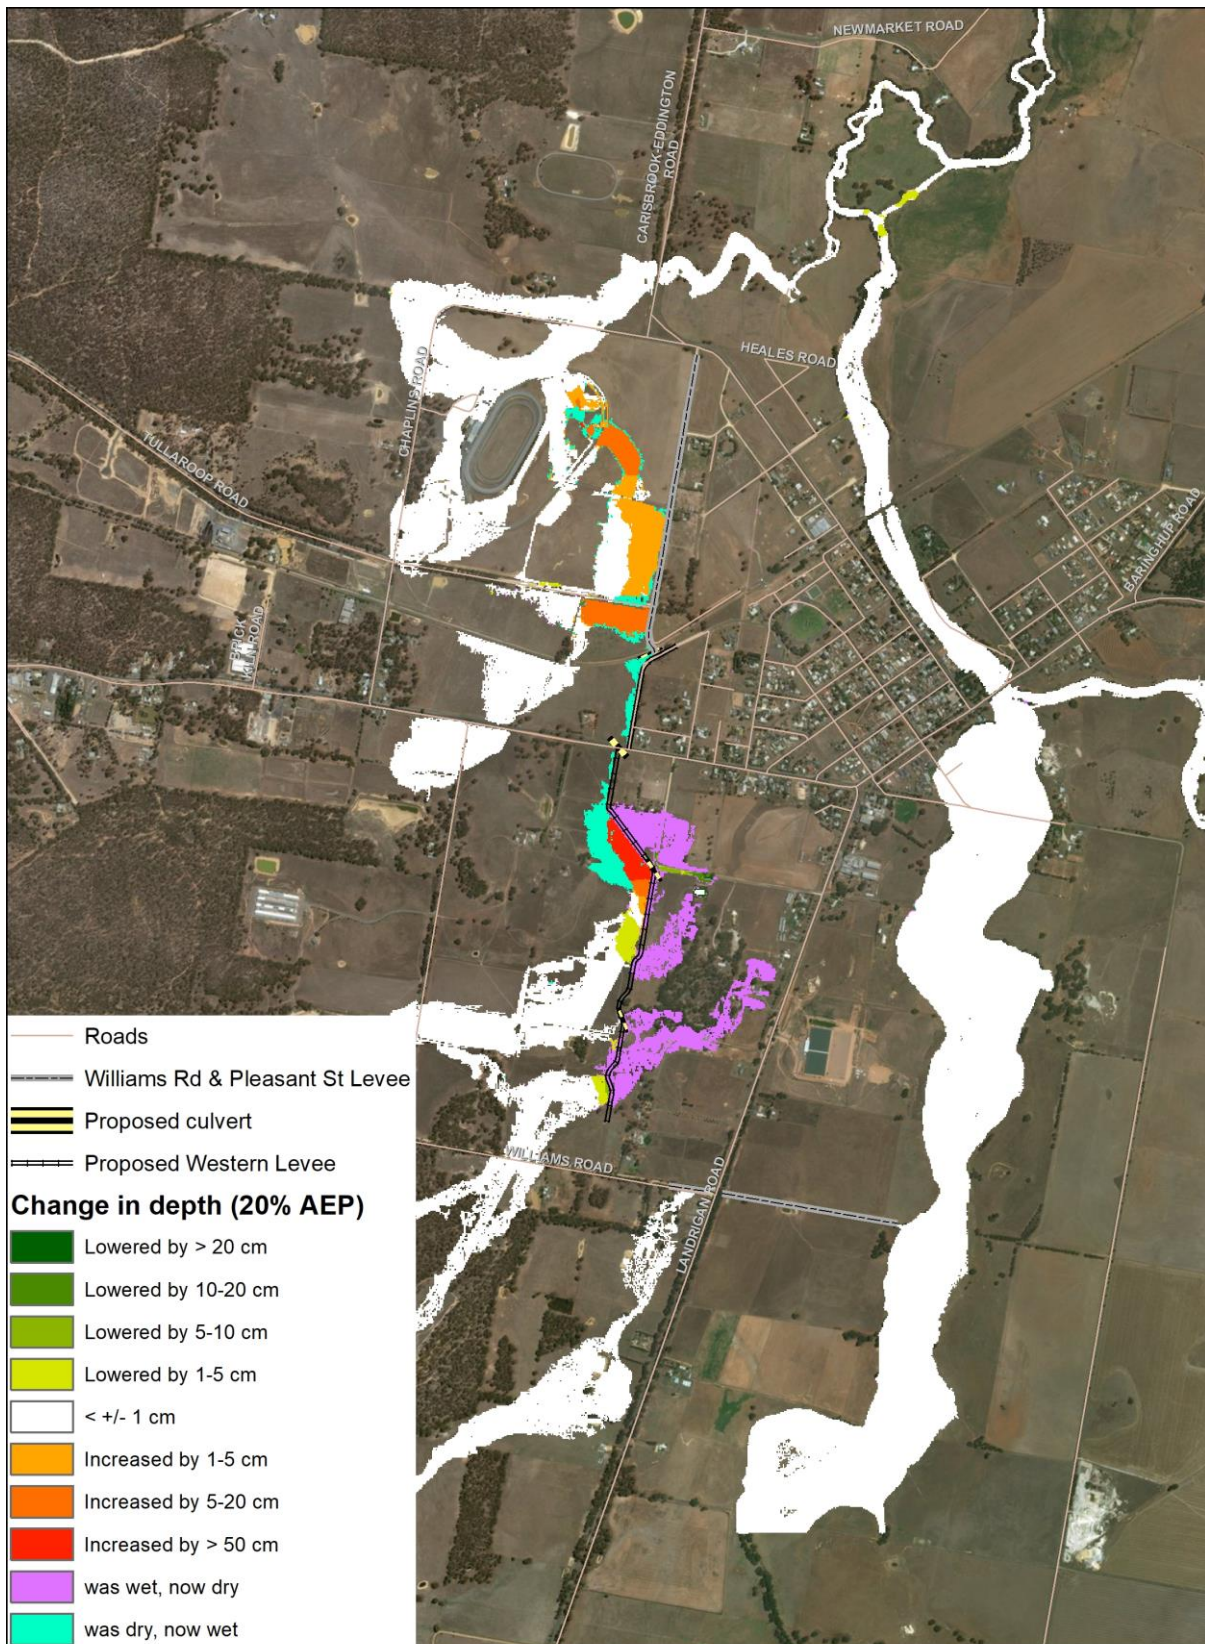 NEWMARKET ROAD
CARISBROOK-EDDINGTON
ROAD
HEALES ROAD
CHAPLINS ROAD
TULLAROOP ROAD
BARINGHUP ROAD
BRICK
KILN ROAD
WILLIAMS ROAD
LANDRIGAN ROAD
Roads
Williams Rd & Pleasant St Levee
Proposed culvert
Proposed Western Levee
Change in depth (20% AEP)
Lowered by > 20 cm
Lowered by 10-20 cm
Lowered by 5-10 cm
Lowered by 1-5 cm
< +/- 1 cm
Increased by 1-5 cm
Increased by 5-20 cm
Increased by > 50 cm
was wet, now dry
was dry, now wet